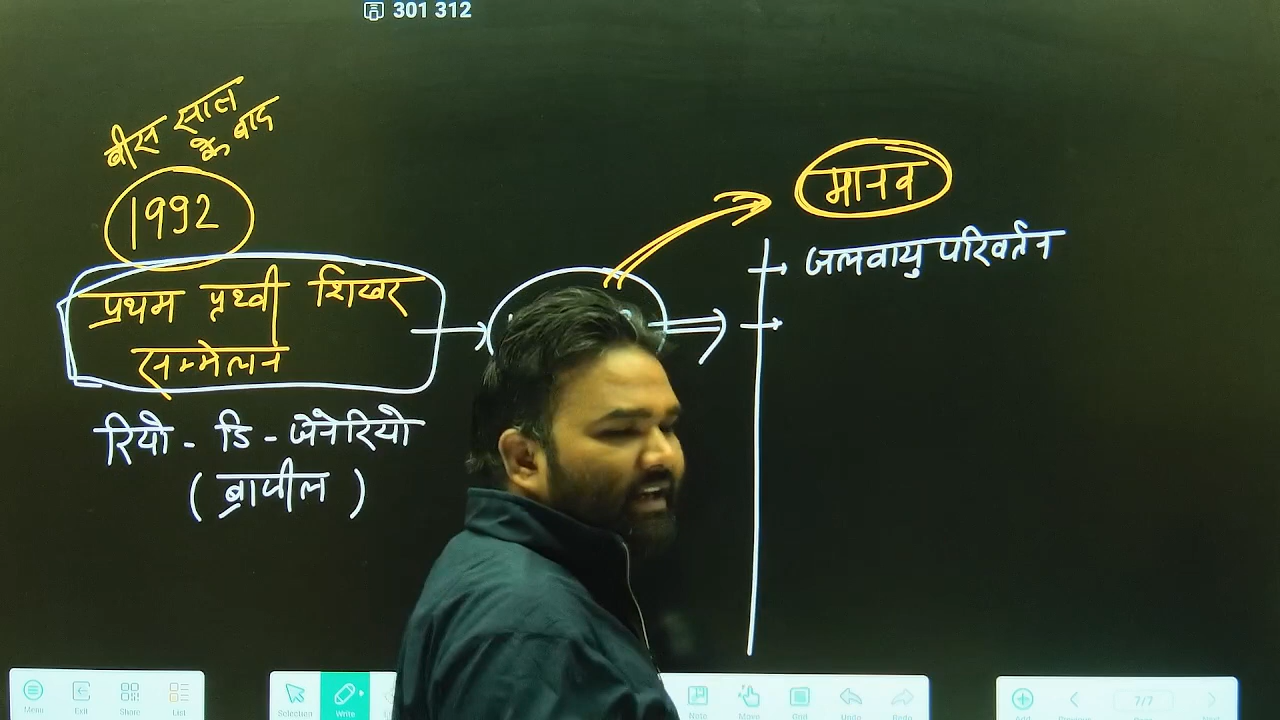 301 312
बीस साल
के बाद
1992
प्रथम पृथ्वी शिखर
सम्मेलन
रियो - डि - जेनेरियो
( ब्राजील )
मानव
जलवायु परिवर्तन
Menu
Exit
Share
List
Selection
Write
Note
Move
Undo
Redo
Add
7/7